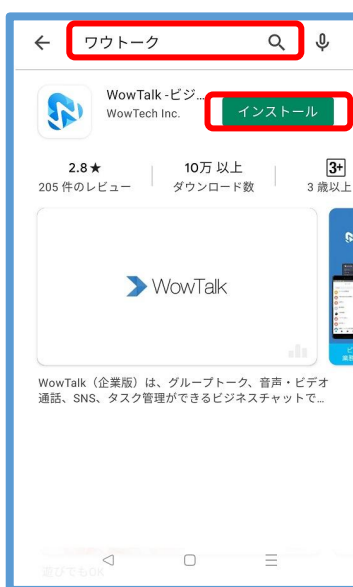 ワウトーク
WowTalk -ビジ...
WowTech Inc.
インストール
2.8★
10万 以上
3+
205 件のレビュー
ダウンロード数
3 歳以上
WowTalk
WowTalk（企業版）は、グループトーク、音声・ビデオ
通話、SNS、タスク管理ができるビジネスチャットで...